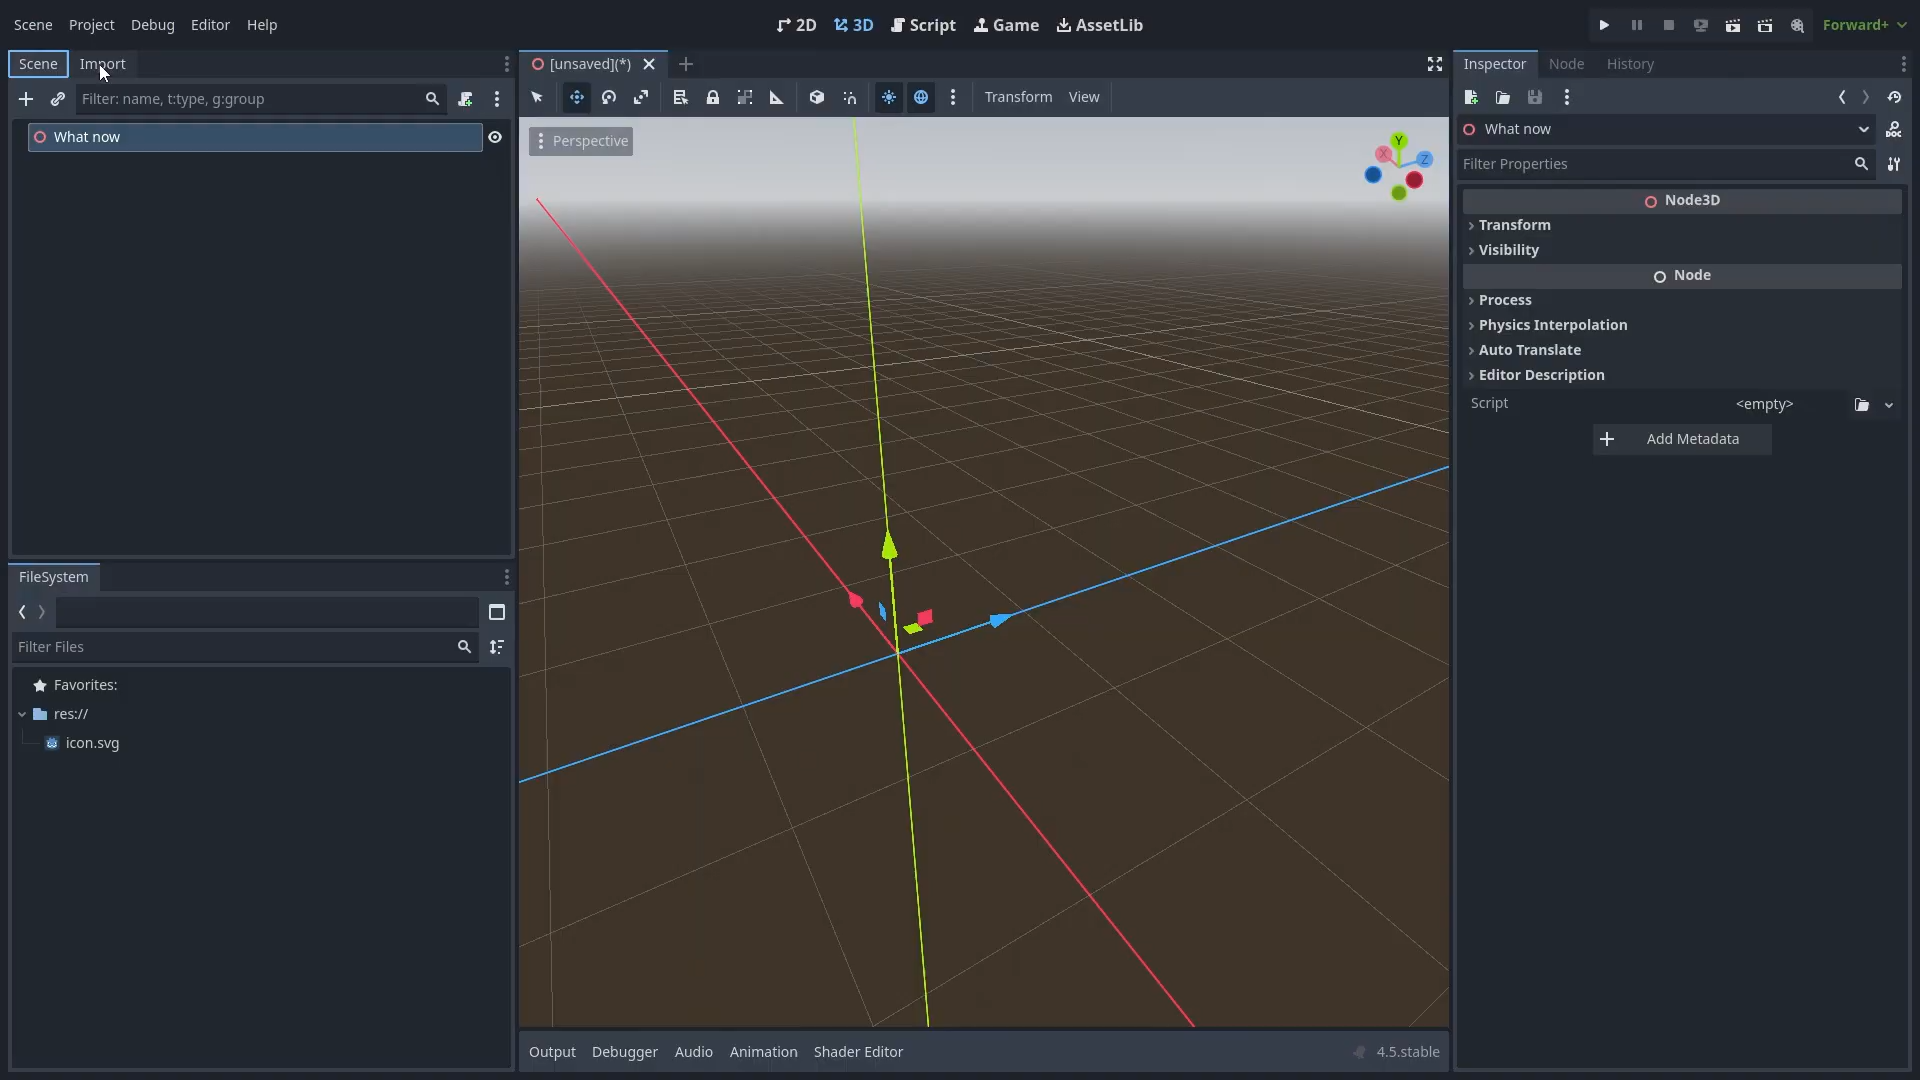 Scene Project Debug Editor Help
2D 3D Script Game AssetLib
Forward+
Scene Import
Filter: name, t:type, g:group
What now
FileSystem
Filter Files
Favorites:
res://
icon.svg
[unsaved](*)
Transform View
Perspective
Y
X
Z
Output Debugger Audio Animation Shader Editor
4.5.stable
Inspector Node History
What now
DOC
Filter Properties
Node3D
Transform
Visibility
Node
Process
Physics Interpolation
Auto Translate
Editor Description
Script <empty>
Add Metadata